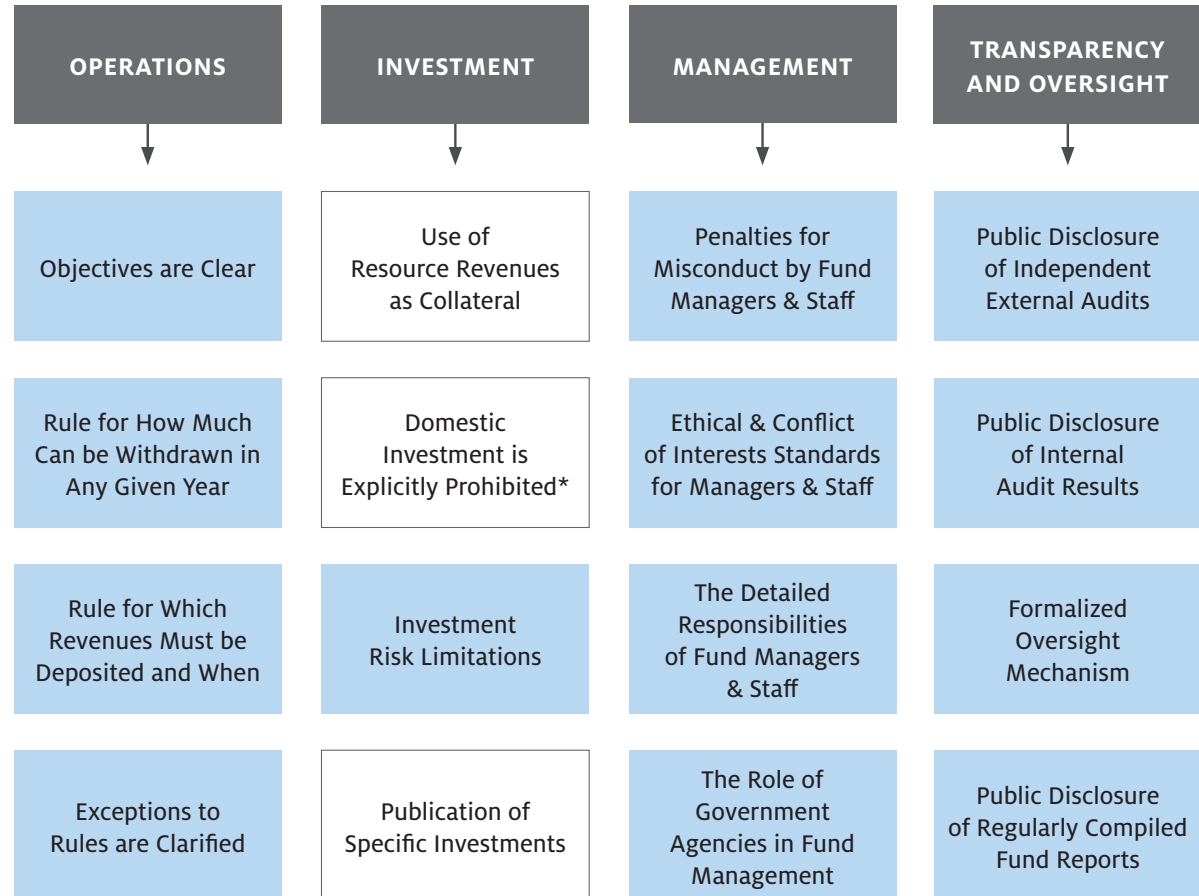 OPERATIONS
INVESTMENT
MANAGEMENT
TRANSPARENCY
AND OVERSIGHT
Objectives are Clear
Use of
Resource Revenues
as Collateral
Penalties for
Misconduct by Fund
Managers & Staff
Public Disclosure
of Independent
External Audits
Rule for How Much
Can be Withdrawn in
Any Given Year
Domestic
Investment is
Explicitly Prohibited*
Ethical & Conflict
of Interests Standards
for Managers & Staff
Public Disclosure
of Internal
Audit Results
Rule for Which
Revenues Must be
Deposited and When
Investment
Risk Limitations
The Detailed
Responsibilities
of Fund Managers
& Staff
Formalized
Oversight
Mechanism
Exceptions to
Rules are Clarified
Publication of
Specific Investments
The Role of
Government
Agencies in Fund
Management
Public Disclosure
of Regularly Compiled
Fund Reports